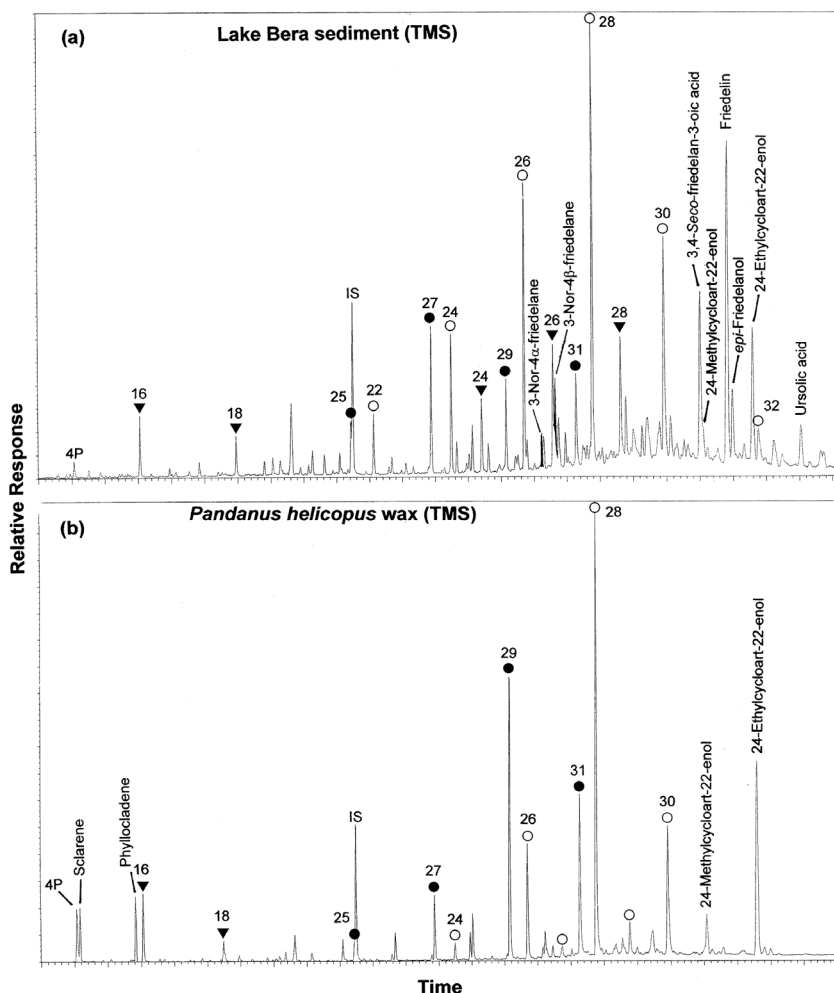 (a)
Lake Bera sediment (TMS)
28
26
30
3,4-Seco-friedelan-3-oic acid
24-Methylcycloart-22-enol
Friedelin
epi-Friedelanol
24-Ethylcycloart-22-enol
IS
27
24
3-Nor-4α-friedelane
3-Nor-4β-friedelane
26
28
29
31
24
16
18
25
22
4P
32
Ursolic acid
Relative Response
(b)
Pandanus helicopus wax (TMS)
28
29
31
26
30
24-Methylcycloart-22-enol
24-Ethylcycloart-22-enol
IS
27
24
25
4P
Sclarene
Phyllocladene
16
18
Time